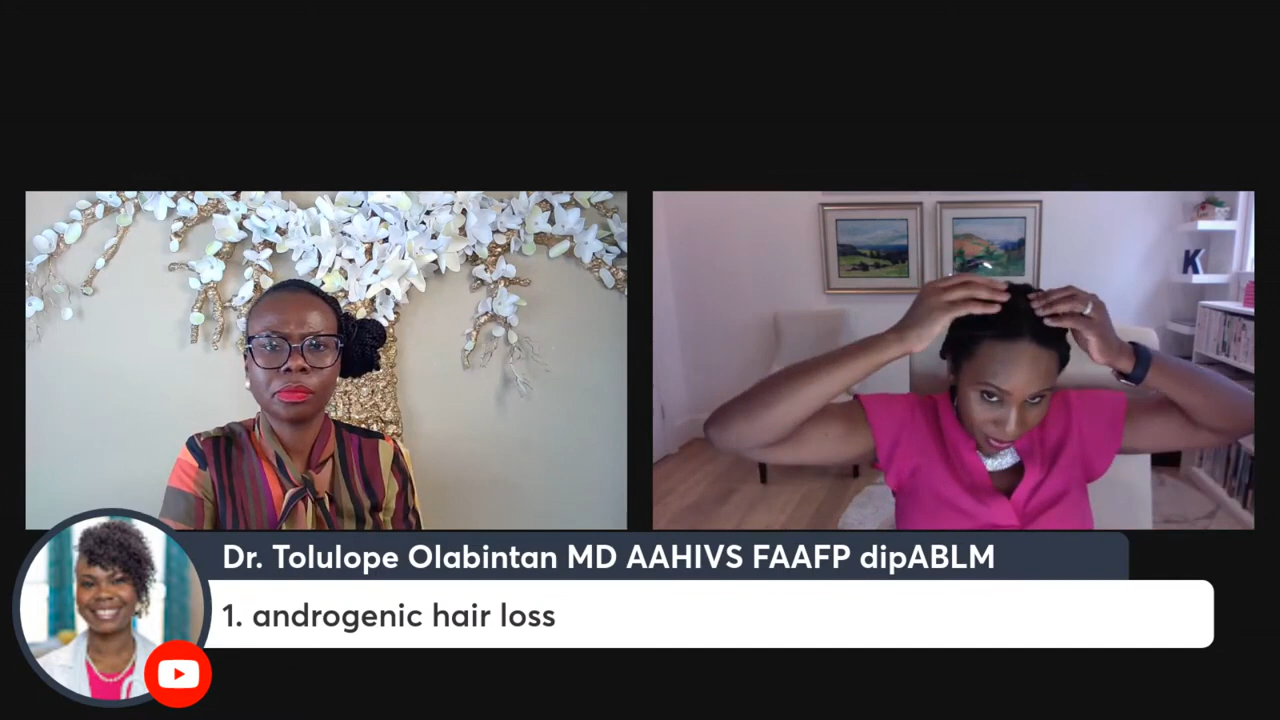 K
Dr. Tolulope Olabintan MD AAHIVS FAAFP dipABLM
1. androgenic hair loss